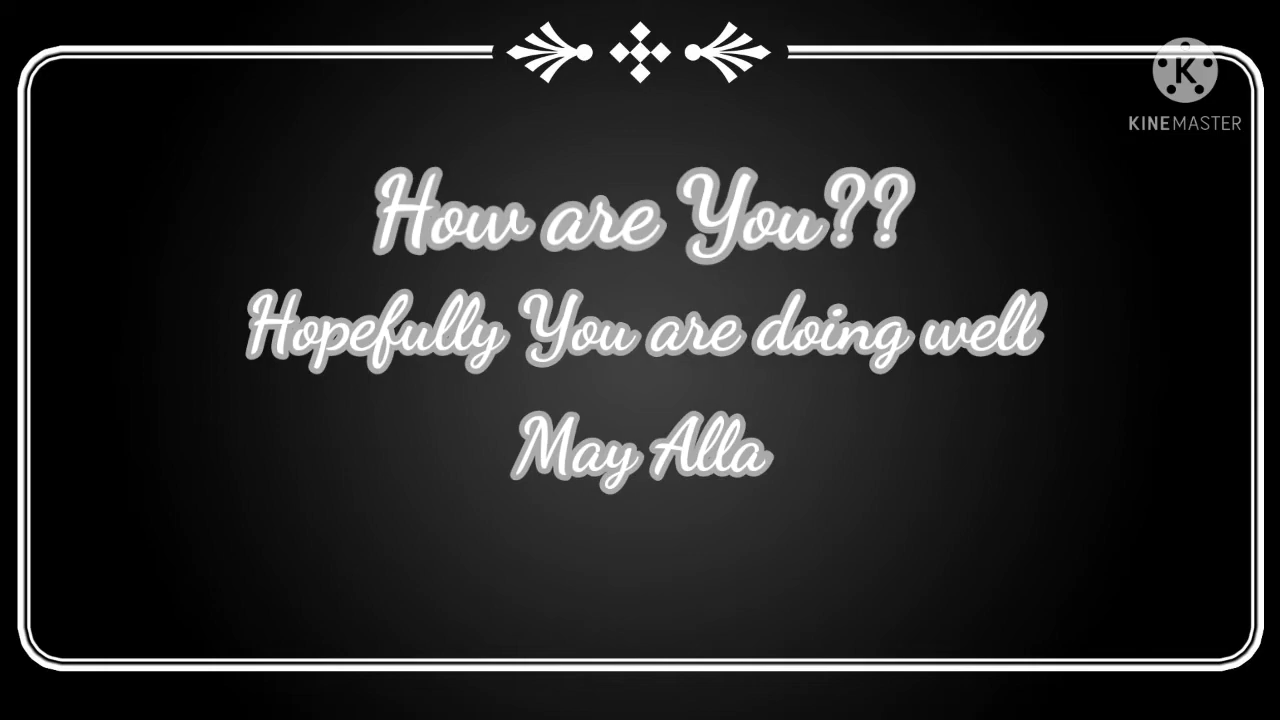 K
KINEMASTER
How are You??
Hopefully You are doing well
May Alla